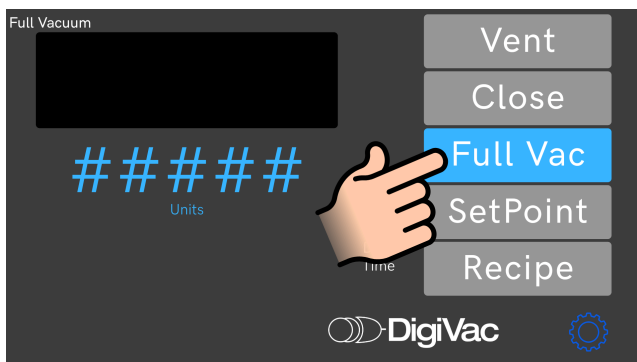 Full Vacuum
Vent
Close
Full Vac
#####
Units
SetPoint
Time
Recipe
DigiVac